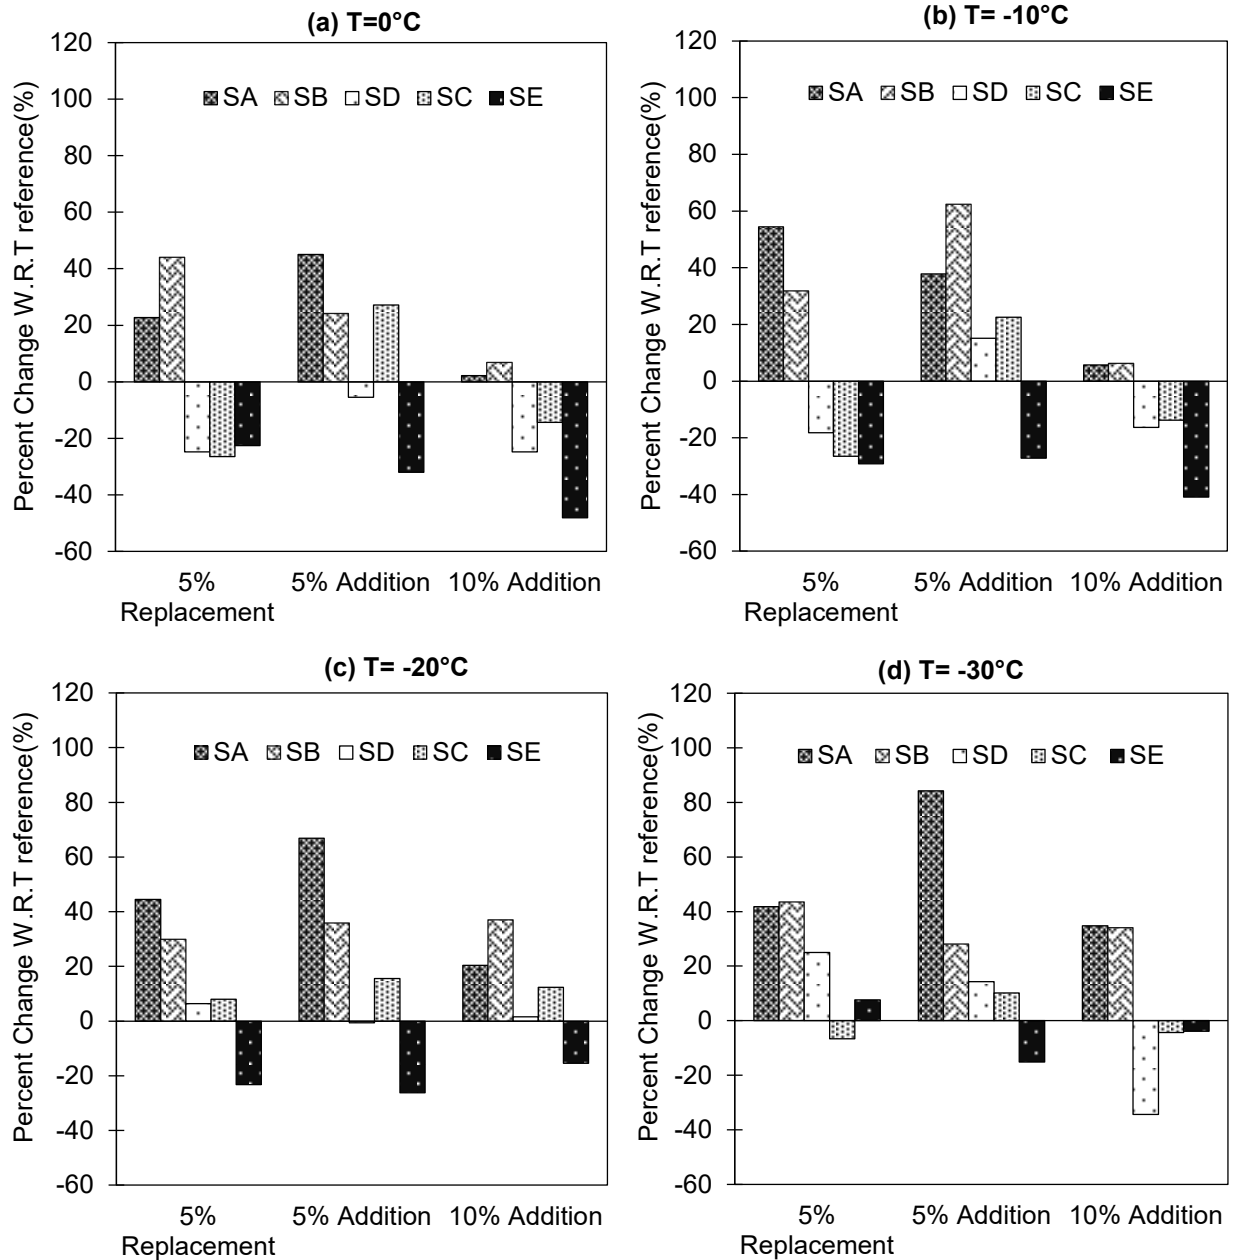 (a) T=0°C
Percent Change W.R.T reference(%)
120
100
80
60
40
20
0
-20
-40
-60
SA SB SD SC SE
5% Replacement
5% Addition
10% Addition
(b) T= -10°C
Percent Change W.R.T reference(%)
120
100
80
60
40
20
0
-20
-40
-60
SA SB SD SC SE
5% Replacement
5% Addition
10% Addition
(c) T= -20°C
Percent Change W.R.T reference(%)
120
100
80
60
40
20
0
-20
-40
-60
SA SB SD SC SE
5% Replacement
5% Addition
10% Addition
(d) T= -30°C
Percent Change W.R.T reference(%)
120
100
80
60
40
20
0
-20
-40
-60
SA SB SD SC SE
5% Replacement
5% Addition
10% Addition